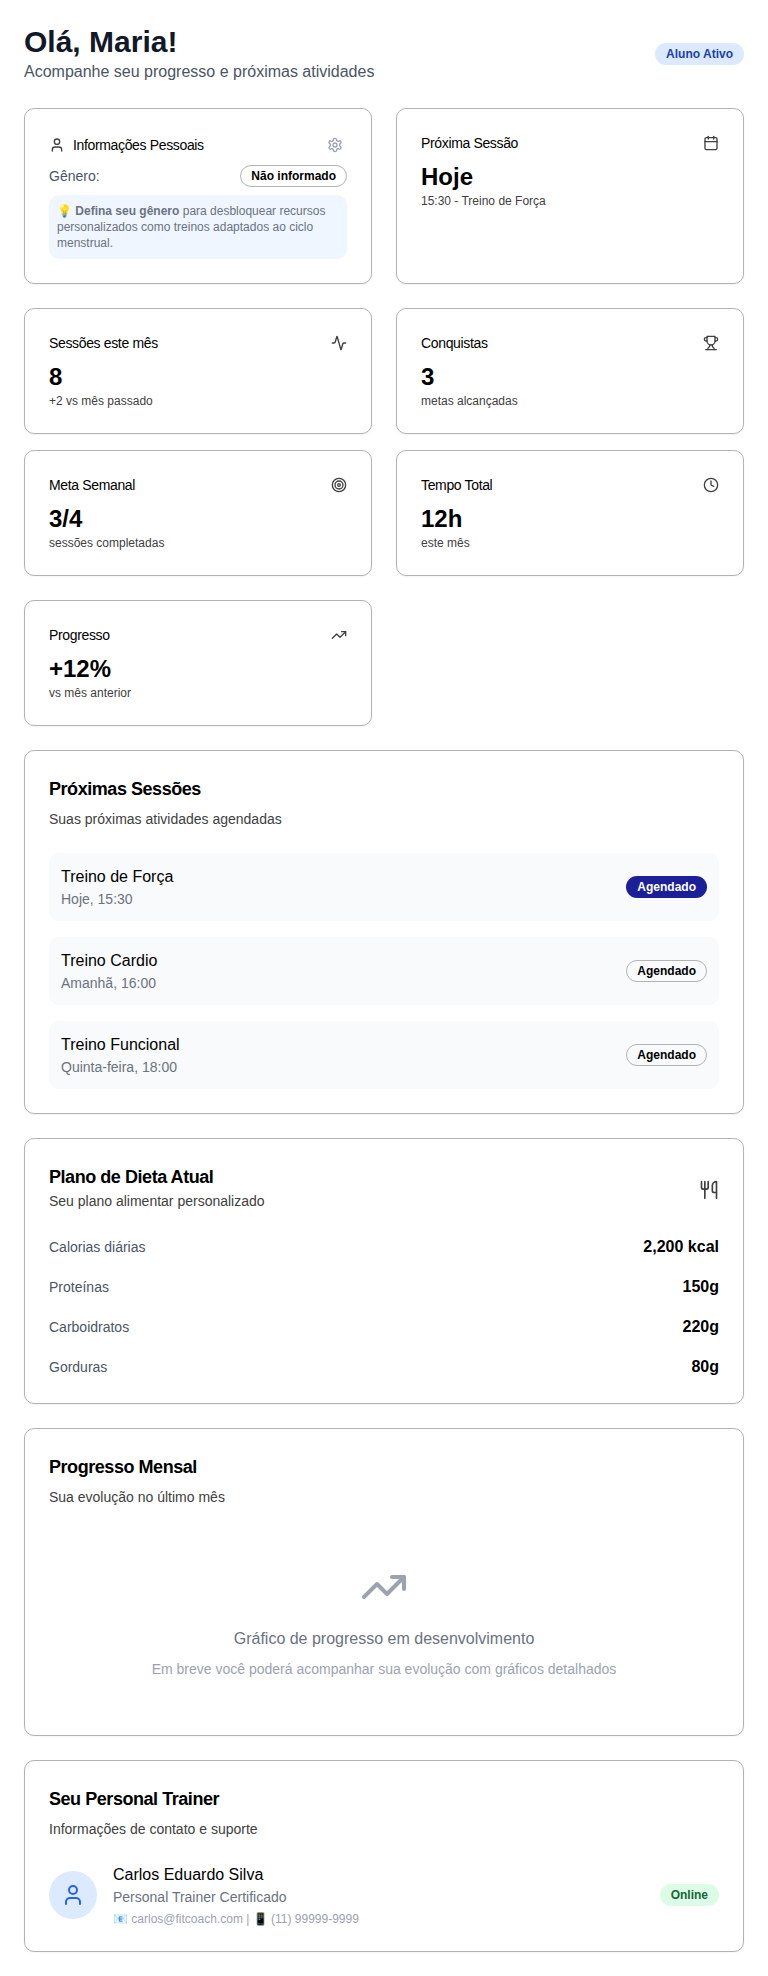 Olá, Maria!
Acompanhe seu progresso e próximas atividades
Aluno Ativo
Informações Pessoais
Gênero:
Não informado
💡 Defina seu gênero para desbloquear recursos
personalizados como treinos adaptados ao ciclo
menstrual.
Próxima Sessão
Hoje
15:30 - Treino de Força
Sessões este mês
8
+2 vs mês passado
Conquistas
3
metas alcançadas
Meta Semanal
3/4
sessões completadas
Tempo Total
12h
este mês
Progresso
+12%
vs mês anterior
Próximas Sessões
Suas próximas atividades agendadas
Treino de Força
Hoje, 15:30
Agendado
Treino Cardio
Amanhã, 16:00
Agendado
Treino Funcional
Quinta-feira, 18:00
Agendado
Plano de Dieta Atual
Seu plano alimentar personalizado
Calorias diárias
2,200 kcal
Proteínas
150g
Carboidratos
220g
Gorduras
80g
Progresso Mensal
Sua evolução no último mês
Gráfico de progresso em desenvolvimento
Em breve você poderá acompanhar sua evolução com gráficos detalhados
Seu Personal Trainer
Informações de contato e suporte
Carlos Eduardo Silva
Personal Trainer Certificado
📧 carlos@fitcoach.com | 📱 (11) 99999-9999
Online